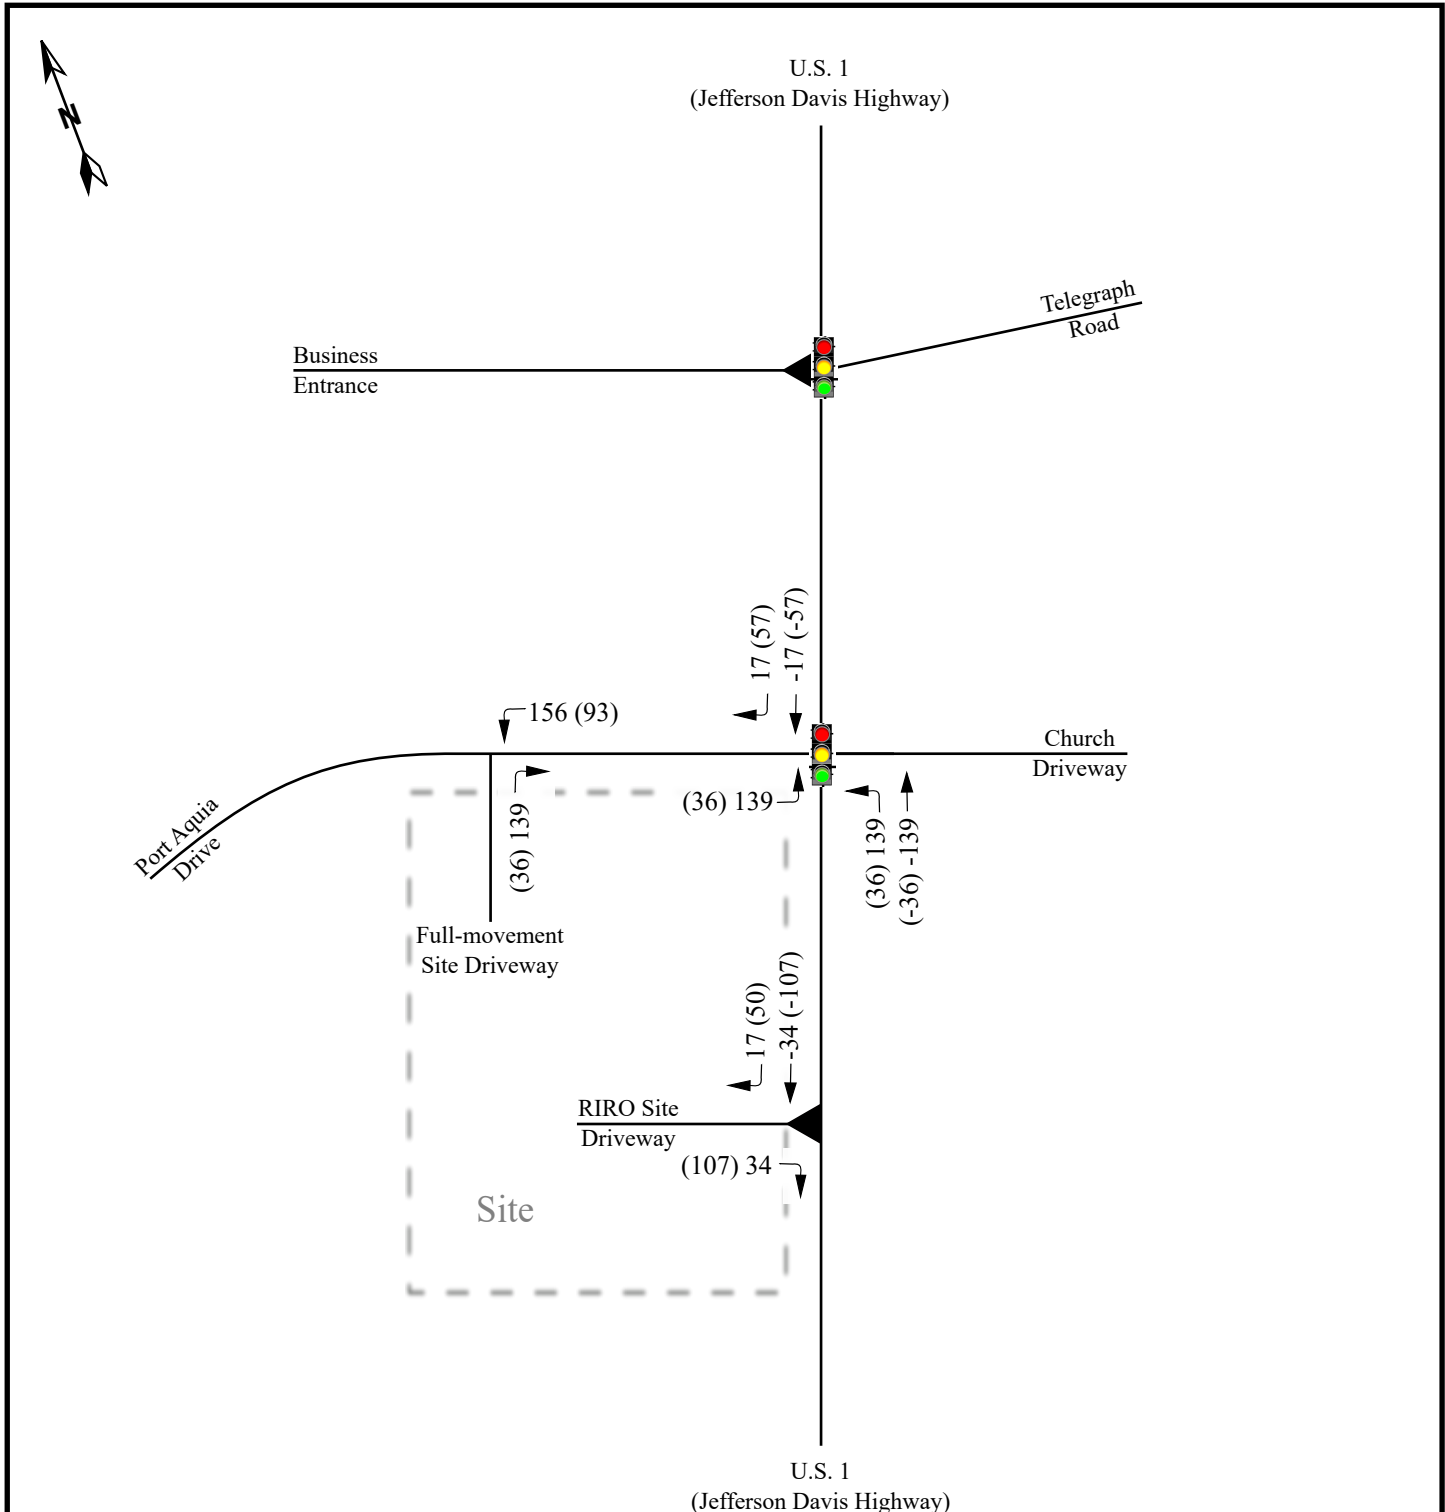 U.S. 1
(Jefferson Davis Highway)
N
Telegraph
Road
Business
Entrance
17 (57)
-17 (-57)
156 (93)
Church
Driveway
(36) 139
(36) 139
(36) 139
(-36) -139
Port Aquia
Drive
Full-movement
Site Driveway
17 (50)
-34 (-107)
RIRO Site
Driveway
(107) 34
Site
U.S. 1
(Jefferson Davis Highway)